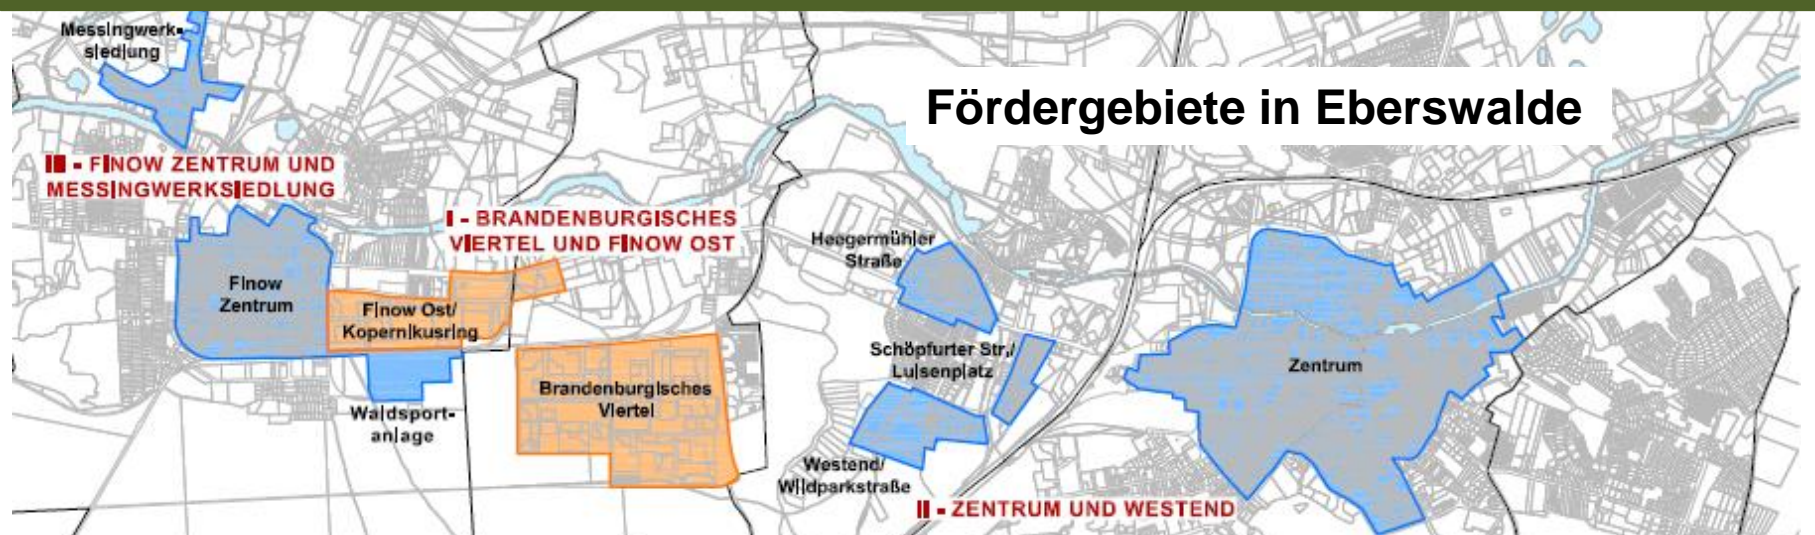 Messingwerk-
siedlung
Fördergebiete in Eberswalde
III - FINOW ZENTRUM UND
MESSINGWERKSIEDLUNG
I - BRANDENBURGISCHES
VIERTEL UND FINOW OST
Heegermühler
Straße
Finow
Zentrum
Finow Ost/
Kopernikusring
Schöpfurter Str./
Luisenplatz
Zentrum
Brandenburgisches
Viertel
Waldsport-
anlage
Westend/
Wildparkstraße
II - ZENTRUM UND WESTEND